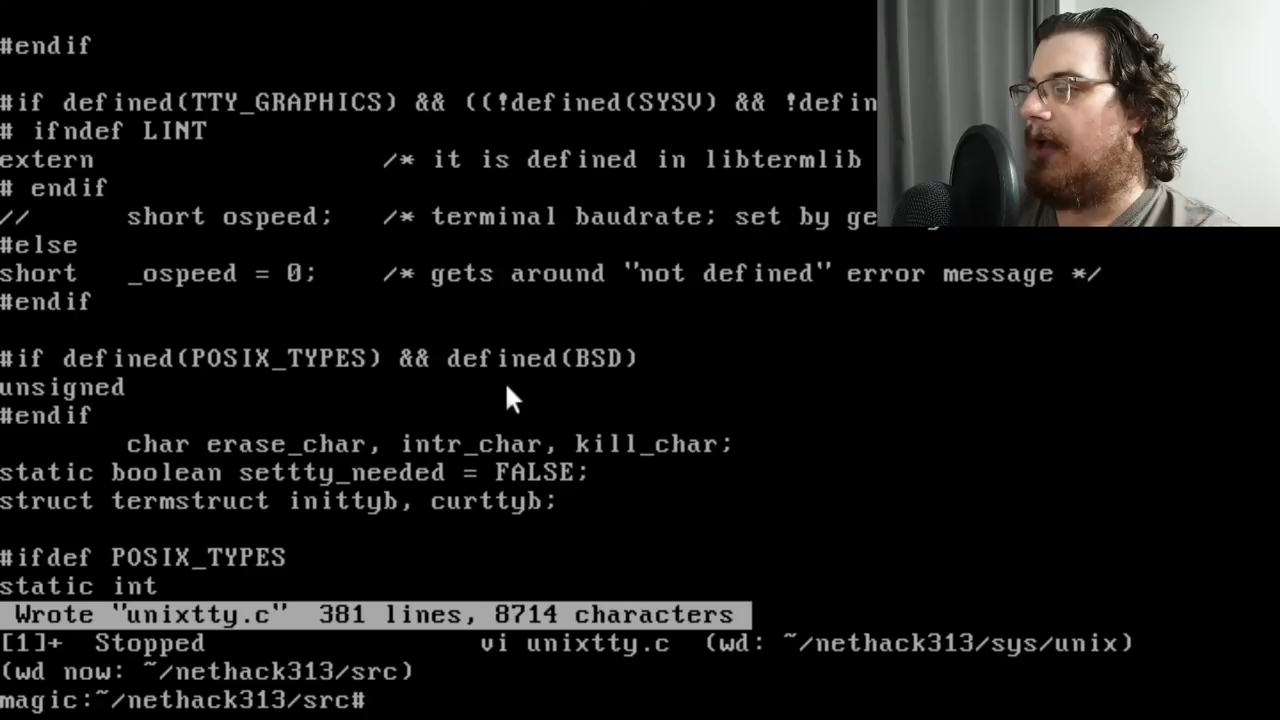 #endif
#if defined(TTY_GRAPHICS) && ((!defined(SYSV) && !defin
# ifndef LINT
extern /* it is defined in libtermlib
# endif
// short ospeed; /* terminal baudrate; set by ge
#else
short _ospeed = 0; /* gets around "not defined" error message */
#endif
#if defined(POSIX_TYPES) && defined(BSD)
unsigned
#endif
char erase_char, intr_char, kill_char;
static boolean settty_needed = FALSE;
struct termstruct inittyb, curttyb;
#ifdef POSIX_TYPES
static int
Wrote "unixtty.c" 381 lines, 8714 characters
[1]+ Stopped vi unixtty.c (wd: ~/nethack313/sys/unix)
(wd now: ~/nethack313/src)
magic:~/nethack313/src#